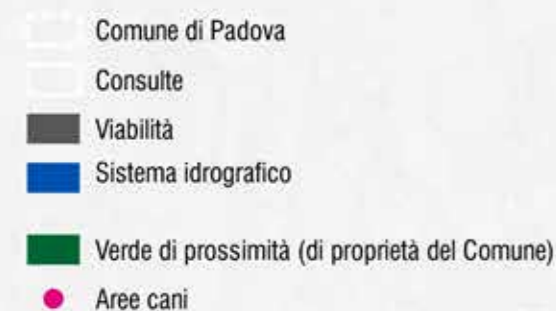 Comune di Padova
Consulte
Viabilità
Sistema idrografico
Verde di prossimità (di proprietà del Comune)
Aree cani